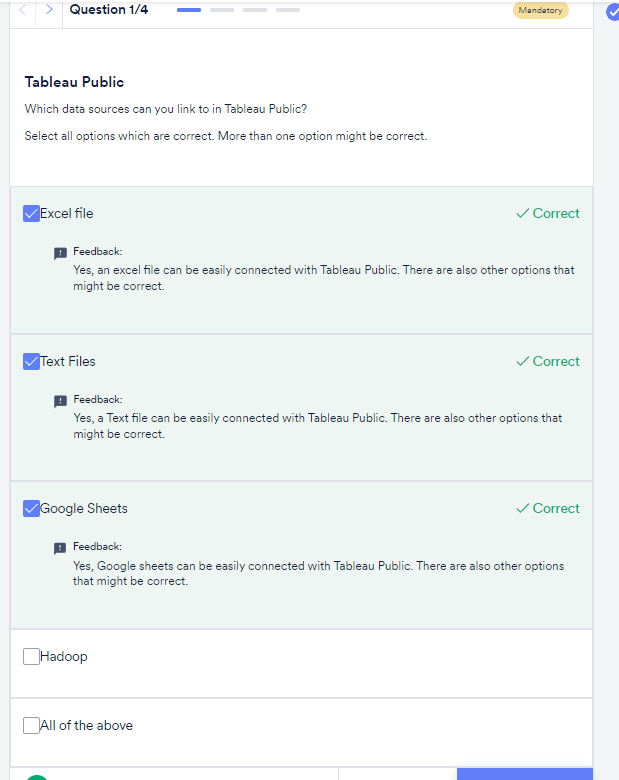 Question 1/4
Mandatory
Tableau Public
Which data sources can you link to in Tableau Public?
Select all options which are correct. More than one option might be correct.
Excel file
Correct
Feedback:
Yes, an excel file can be easily connected with Tableau Public. There are also other options that
might be correct.
Text Files
Correct
Feedback:
Yes, a Text file can be easily connected with Tableau Public. There are also other options that
might be correct.
Google Sheets
Correct
Feedback:
Yes, Google sheets can be easily connected with Tableau Public. There are also other options
that might be correct.
Hadoop
All of the above